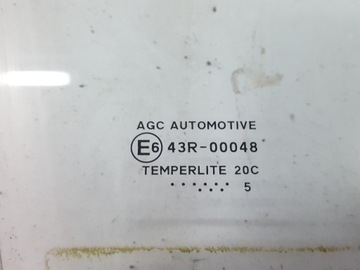 AGC AUTOMOTIVE
E6 43R-00048
TEMPERLITE 20C
5